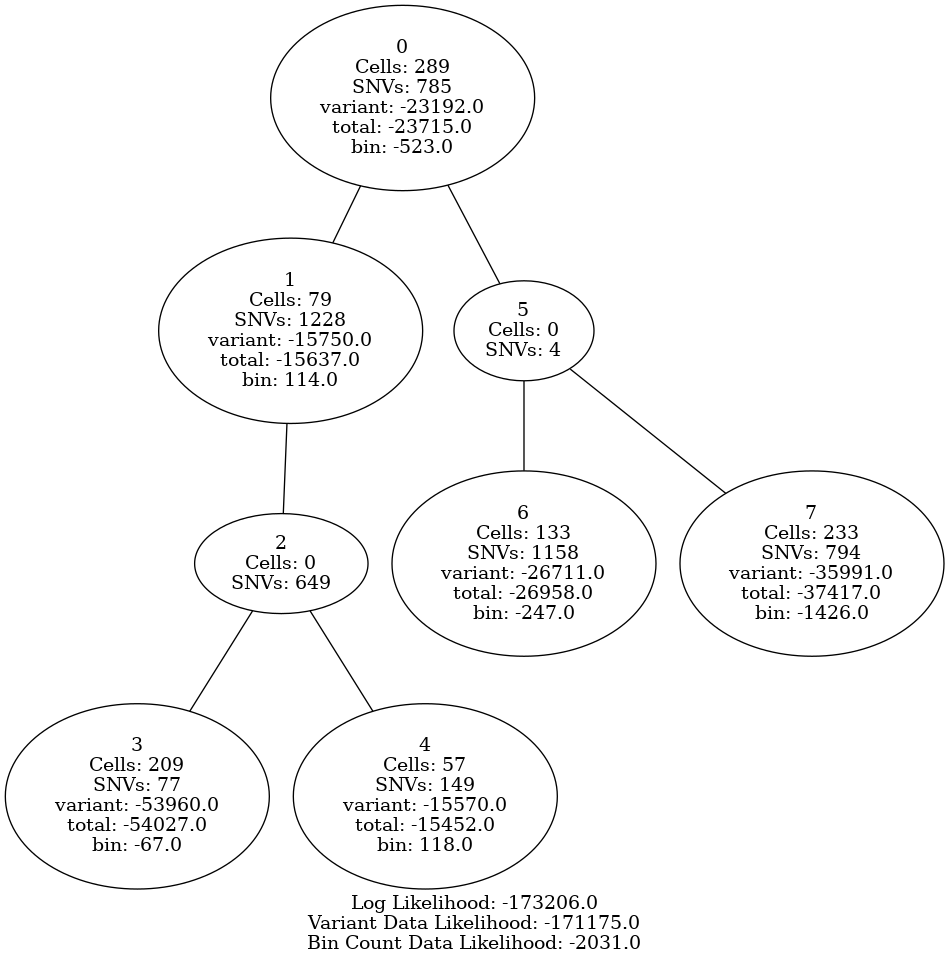 0
Cells: 289
SNVs: 785
variant: -23192.0
total: -23715.0
bin: -523.0
1
Cells: 79
SNVs: 1228
variant: -15750.0
total: -15637.0
bin: 114.0
5
Cells: 0
SNVs: 4
2
Cells: 0
SNVs: 649
6
Cells: 133
SNVs: 1158
variant: -26711.0
total: -26958.0
bin: -247.0
7
Cells: 233
SNVs: 794
variant: -35991.0
total: -37417.0
bin: -1426.0
3
Cells: 209
SNVs: 77
variant: -53960.0
total: -54027.0
bin: -67.0
4
Cells: 57
SNVs: 149
variant: -15570.0
total: -15452.0
bin: 118.0
Log Likelihood: -173206.0
Variant Data Likelihood: -171175.0
Bin Count Data Likelihood: -2031.0